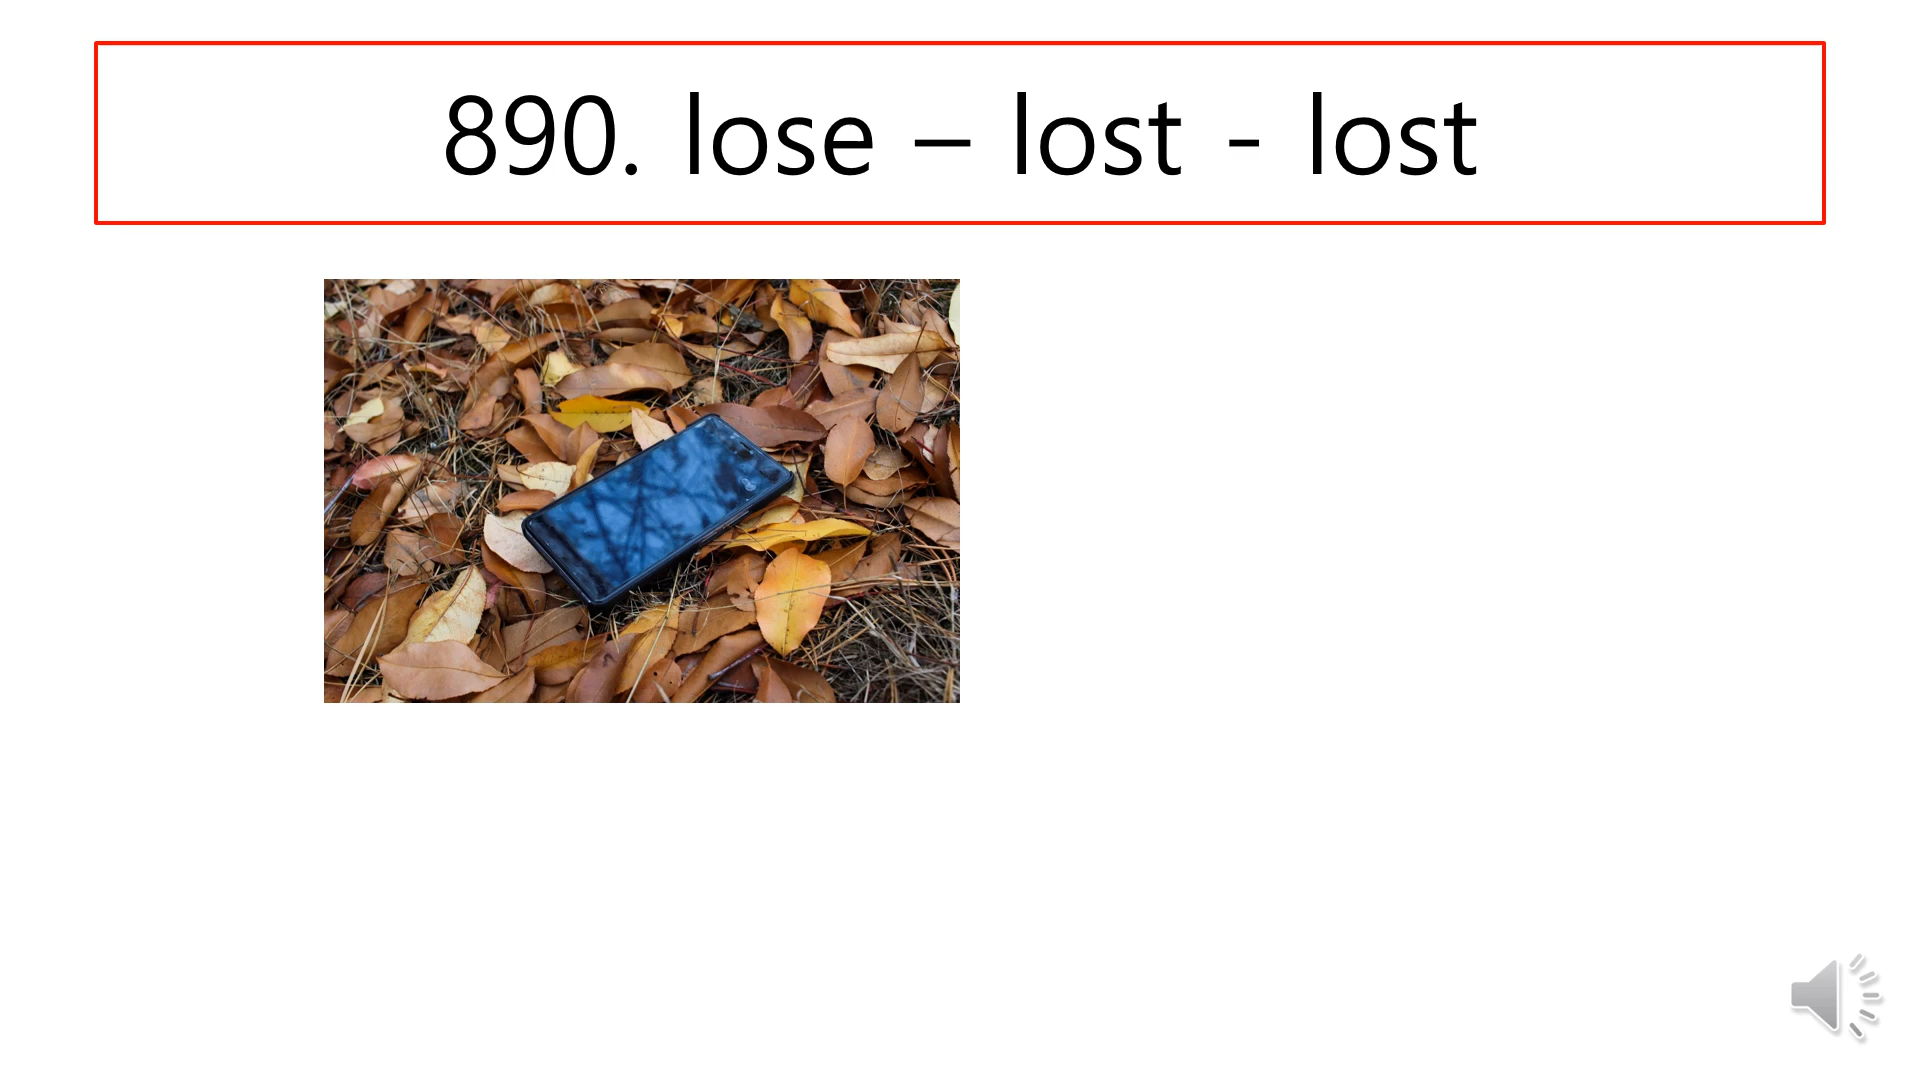 890. lose – lost - lost